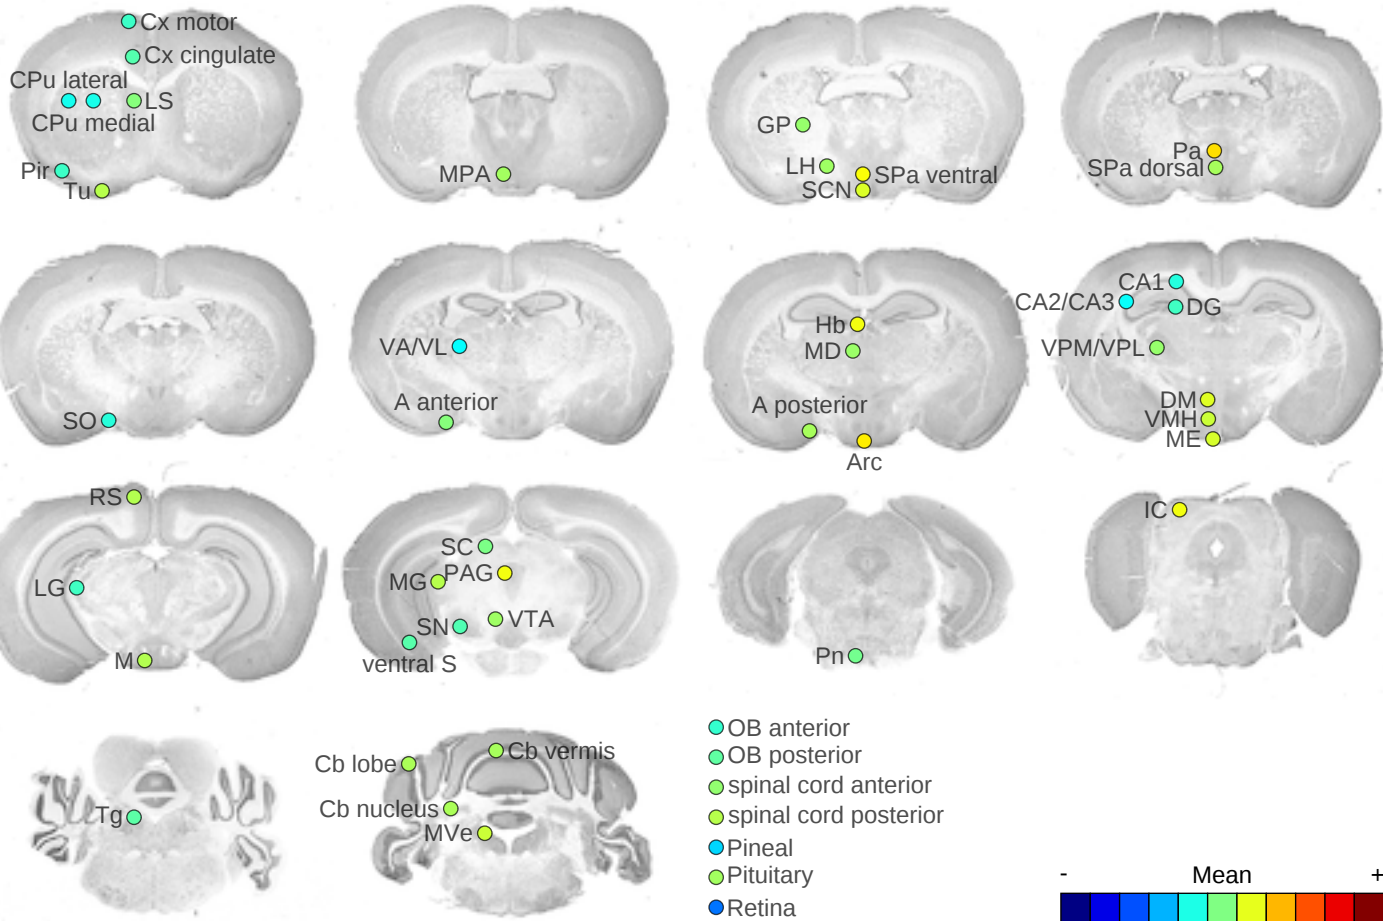 Cx motor
Cx cingulate
CPu lateral
LS
CPu medial
Pir
Tu
MPA
GP
LH
SPa ventral
SCN
Pa
SPa dorsal
SO
VA/VL
A anterior
Hb
MD
A posterior
Arc
CA1
CA2/CA3
DG
VPM/VPL
DM
VMH
ME
RS
LG
M
SC
MG
PAG
VTA
SN
ventral S
Pn
IC
Tg
Cb lobe
Cb vermis
Cb nucleus
MVe
OB anterior
OB posterior
spinal cord anterior
spinal cord posterior
Pineal
Pituitary
Retina
- Mean +